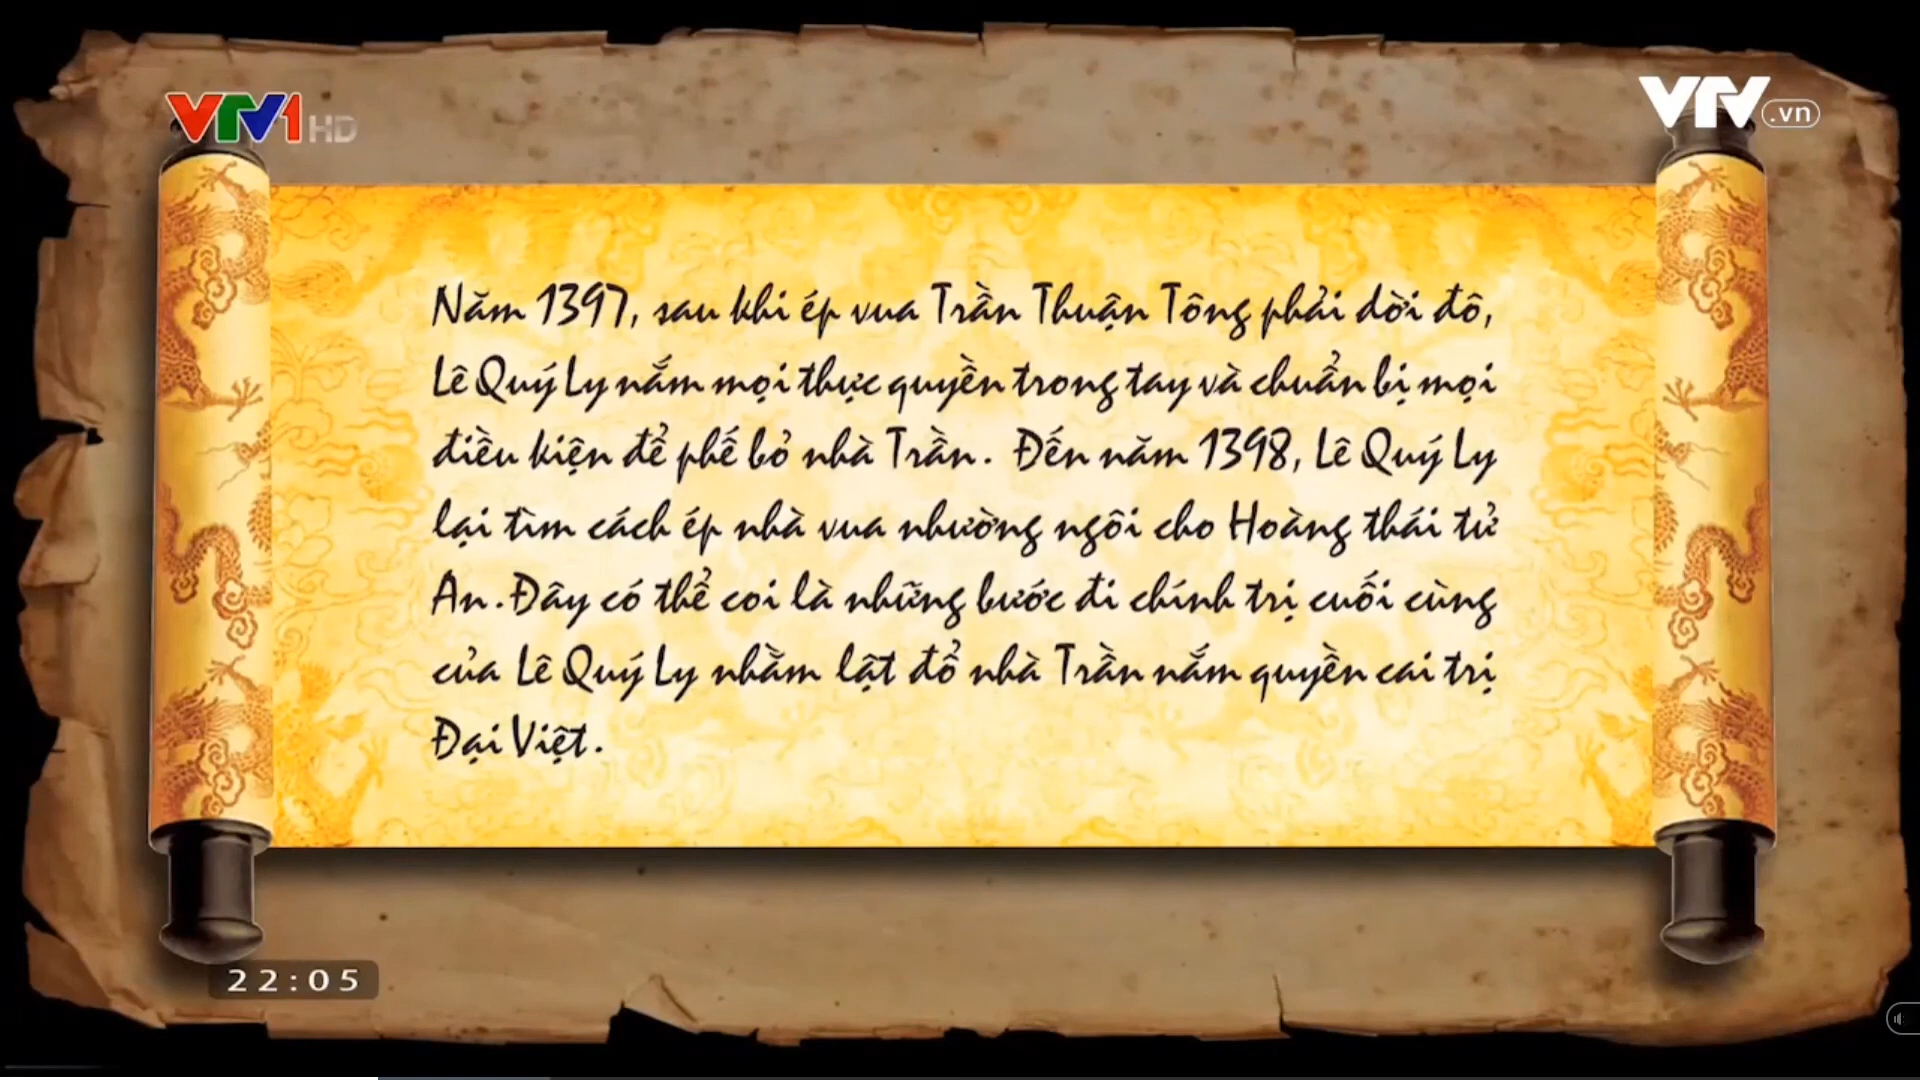 VTV1 HD
VTV.vn
Năm 1397, sau khi ép vua Trần Thuận Tông phải dời đô,
Lê Quý Ly nắm mọi thực quyền trong tay và chuẩn bị mọi
điều kiện để phế bỏ nhà Trần. Đến năm 1398, Lê Quý Ly
lại tìm cách ép nhà vua nhường ngôi cho Hoàng thái tử
An.Đây có thể coi là những bước đi chính trị cuối cùng
của Lê Quý Ly nhằm lật đổ nhà Trần nắm quyền cai trị
Đại Việt.
22:05